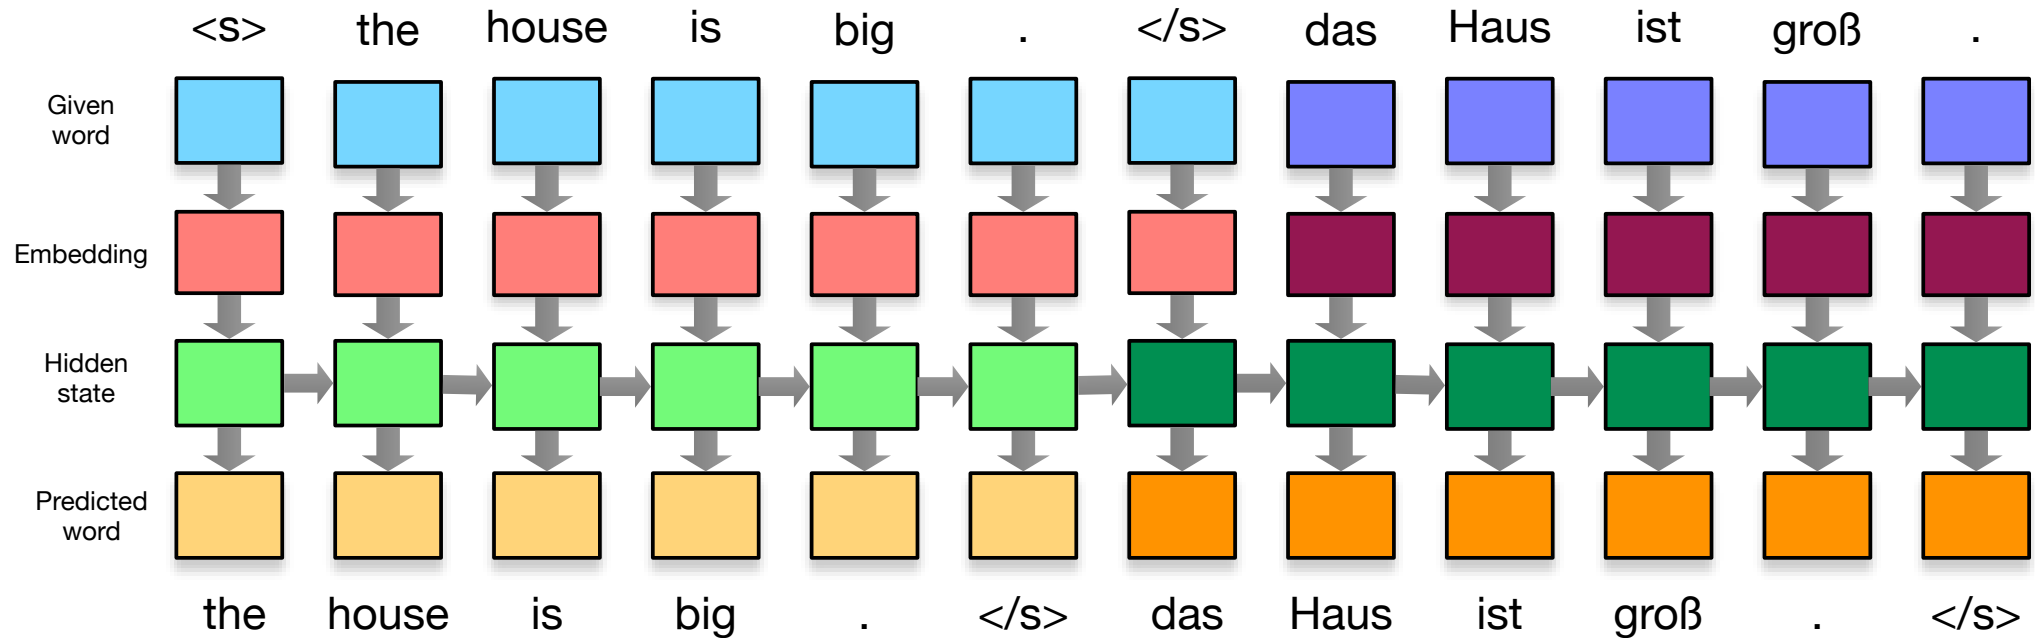 <s> the house is big . </s> das Haus ist groß .
Given
word
Embedding
Hidden
state
Predicted
word
the house is big . </s> das Haus ist groß . </s>